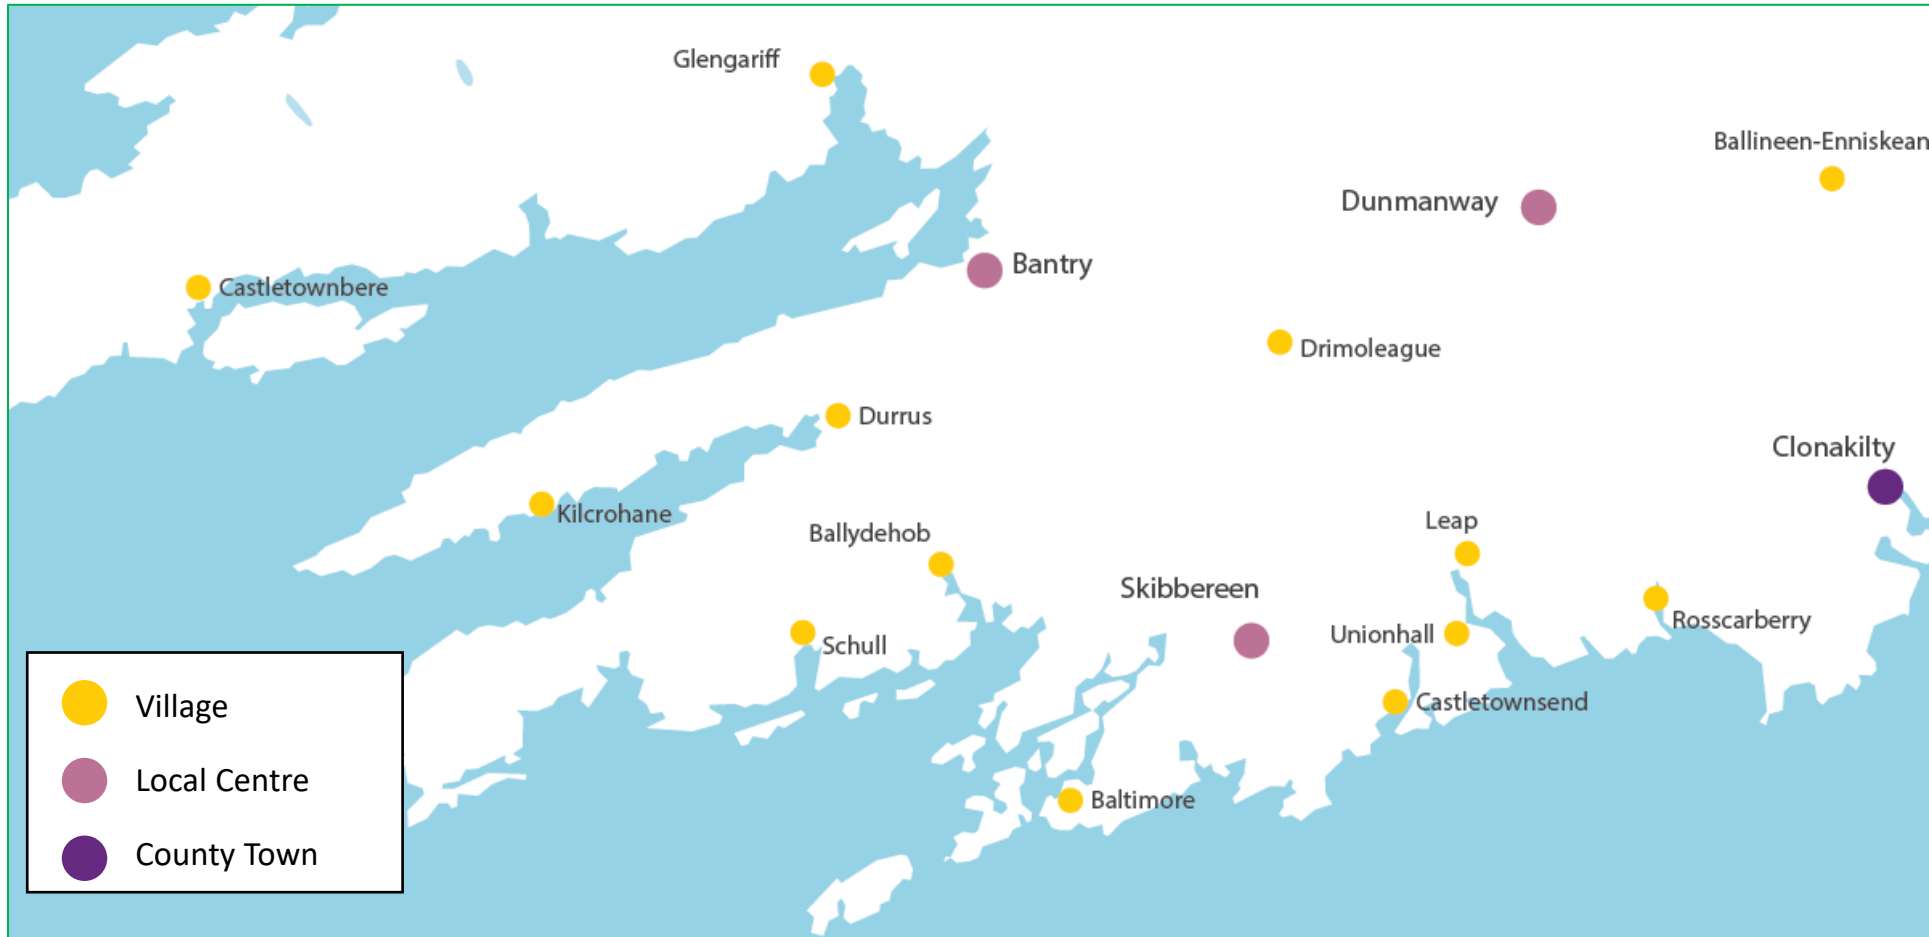 Glengariff
Ballineen-Enniskean
Dunmanway
Bantry
Castletownbere
Drimoleague
Durrus
Clonakilty
Kilcrohane
Leap
Ballydehob
Skibbereen
Rosscarberry
Unionhall
Schull
Castletownsend
Baltimore
Village
Local Centre
County Town